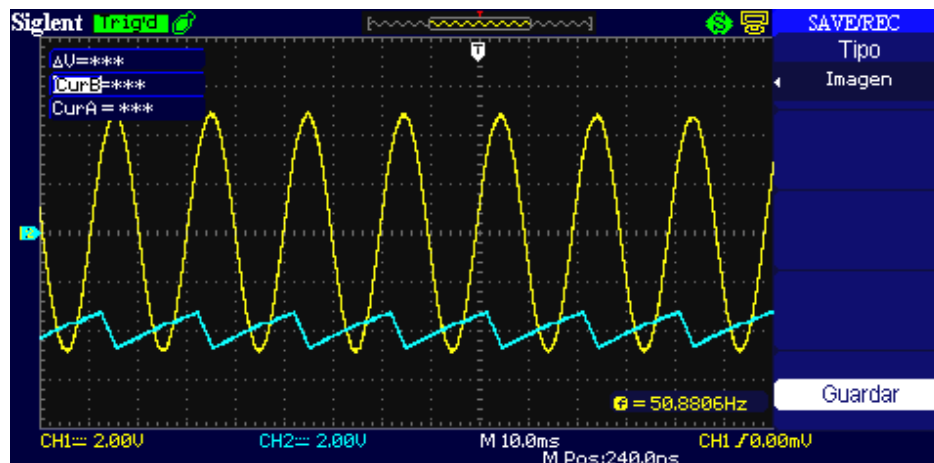 Siglent Trig'd SAVE/REC
Tipo
Imagen
T
ΔV=***
CurB=***
CurA = ***
2
f = 50.8806Hz
Guardar
CH1 2.00V CH2 2.00V M 10.0ms CH1 0.00mV
M Pos:240.0ns